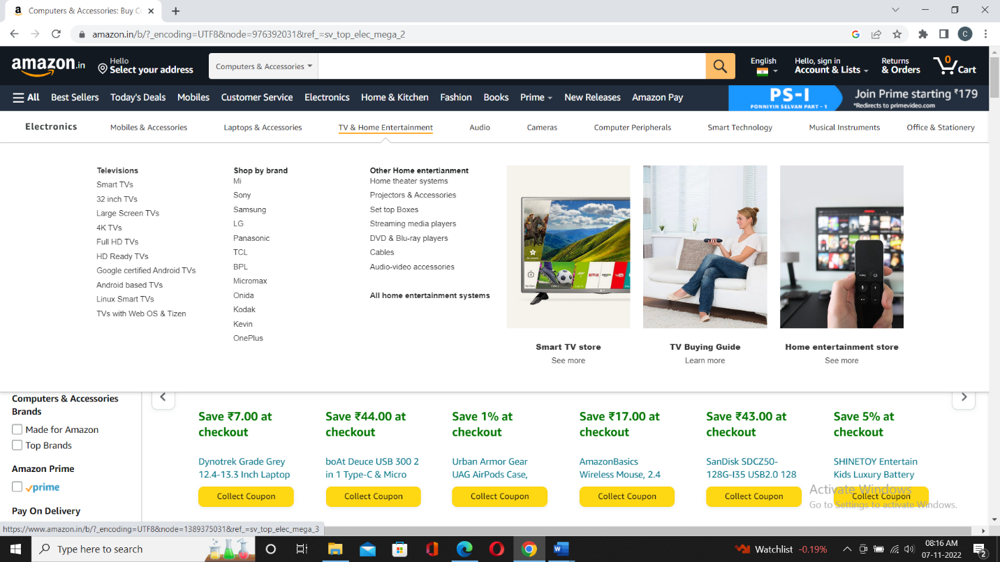 Computers & Accessories: Buy Co
amazon.in/b/?_encoding=UTF8&node=976392031&ref_=sv_top_elec_mega_2
C
amazon.in
Hello
Select your address
Computers & Accessories
English
Hello, sign in
Account & Lists
Returns
& Orders
0
Cart
All
Best Sellers
Today's Deals
Mobiles
Customer Service
Electronics
Home & Kitchen
Fashion
Books
Prime
New Releases
Amazon Pay
PS-I
PONNIYIN SELVAN PART - 1
Join Prime starting ₹179
*Redirects to primevideo.com
Electronics
Mobiles & Accessories
Laptops & Accessories
TV & Home Entertainment
Audio
Cameras
Computer Peripherals
Smart Technology
Musical Instruments
Office & Stationery
Televisions
Smart TVs
32 inch TVs
Large Screen TVs
4K TVs
Full HD TVs
HD Ready TVs
Google certified Android TVs
Android based TVs
Linux Smart TVs
TVs with Web OS & Tizen
Shop by brand
Mi
Sony
Samsung
LG
Panasonic
TCL
BPL
Micromax
Onida
Kodak
Kevin
OnePlus
Other Home entertianment
Home theater systems
Projectors & Accessories
Set top Boxes
Streaming media players
DVD & Blu-ray players
Cables
Audio-video accessories
All home entertainment systems
Smart TV store
See more
TV Buying Guide
Learn more
Home entertainment store
See more
Computers & Accessories
Brands
Made for Amazon
Top Brands
Amazon Prime
prime
Pay On Delivery
Save ₹7.00 at
checkout
Dynotrek Grade Grey
12.4-13.3 Inch Laptop
Collect Coupon
Save ₹44.00 at
checkout
boAt Deuce USB 300 2
in 1 Type-C & Micro
Collect Coupon
Save 1% at
checkout
Urban Armor Gear
UAG AirPods Case,
Collect Coupon
Save ₹17.00 at
checkout
AmazonBasics
Wireless Mouse, 2.4
Collect Coupon
Save ₹43.00 at
checkout
SanDisk SDCZ50-
128G-I35 USB2.0 128
Collect Coupon
Save 5% at
checkout
SHINETOY Entertain
Kids Luxury Battery
Collect Coupon
Activate Windows
Go to Settings to activate Windows.
https://www.amazon.in/b/?_encoding=UTF8&node=1389375031&ref_=sv_top_elec_mega_3
Type here to search
Watchlist -0.19%
08:16 AM
07-11-2022
2